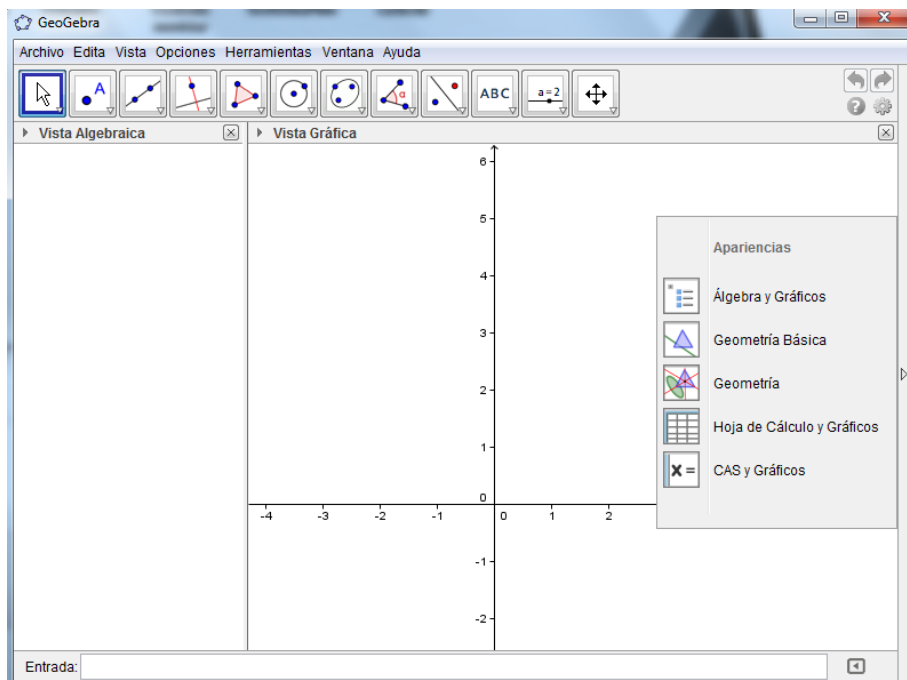 GeoGebra
Archivo Edita Vista Opciones Herramientas Ventana Ayuda
A α ABC a=2
Vista Algebraica
Vista Gráfica
6
5
4
3
2
1
0
-4 -3 -2 -1 0 1 2
-1
-2
Apariencias
Álgebra y Gráficos
Geometría Básica
Geometría
Hoja de Cálculo y Gráficos
X = CAS y Gráficos
Entrada: